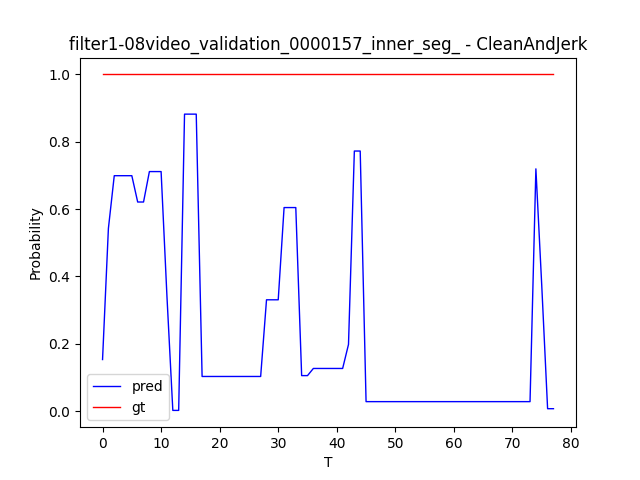 filter1-08video_validation_0000157_inner_seg_ - CleanAndJerk
1.0
0.8
0.6
0.4
0.2
0.0
Probability
pred
gt
0 10 20 30 40 50 60 70 80
T